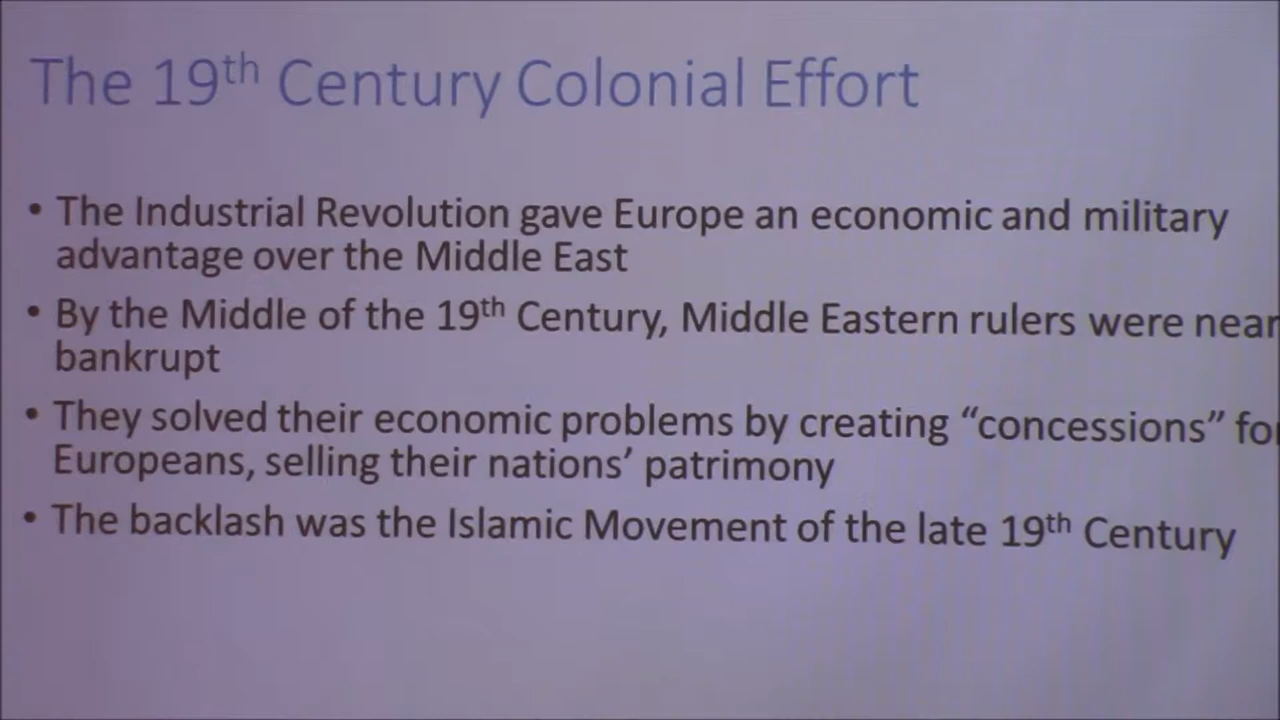 The 19th Century Colonial Effort
• The Industrial Revolution gave Europe an economic and military
advantage over the Middle East
• By the Middle of the 19th Century, Middle Eastern rulers were near
bankrupt
• They solved their economic problems by creating “concessions” for
Europeans, selling their nations’ patrimony
• The backlash was the Islamic Movement of the late 19th Century